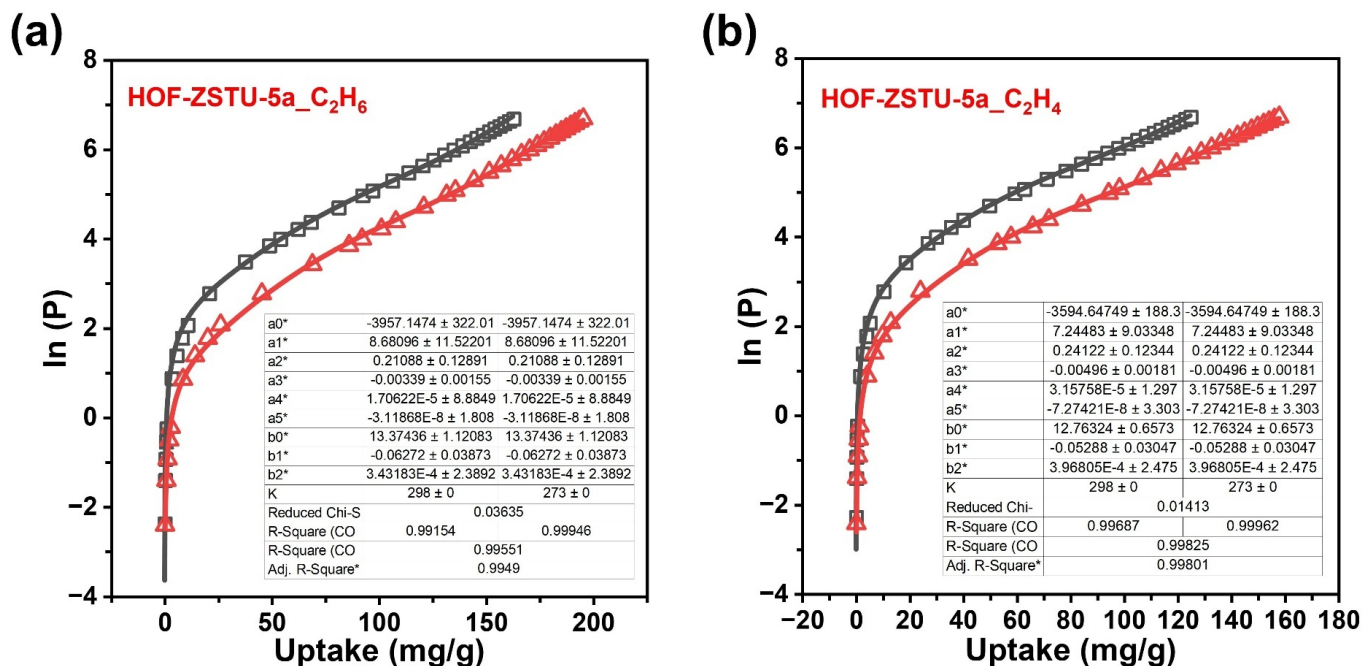 (a)
HOF-ZSTU-5a_C₂H₆
ln (P)
8
6
4
2
0
−2
−4
0 50 100 150 200
Uptake (mg/g)
a0* -3957.1474 ± 322.01 -3957.1474 ± 322.01
a1* 8.68096 ± 11.52201 8.68096 ± 11.52201
a2* 0.21088 ± 0.12891 0.21088 ± 0.12891
a3* -0.00339 ± 0.00155 -0.00339 ± 0.00155
a4* 1.70622E-5 ± 8.8849 1.70622E-5 ± 8.8849
a5* -3.11868E-8 ± 1.808 -3.11868E-8 ± 1.808
b0* 13.37436 ± 1.12083 13.37436 ± 1.12083
b1* -0.06272 ± 0.03873 -0.06272 ± 0.03873
b2* 3.43183E-4 ± 2.3892 3.43183E-4 ± 2.3892
K 298 ± 0 273 ± 0
Reduced Chi-S 0.03635
R-Square (CO 0.99154 0.99946
R-Square (CO 0.99551
Adj. R-Square* 0.9949
(b)
HOF-ZSTU-5a_C₂H₄
ln (P)
8
6
4
2
0
−2
−4
−20 0 20 40 60 80 100 120 140 160 180
Uptake (mg/g)
a0* -3594.64749 ± 188.3 -3594.64749 ± 188.3
a1* 7.24483 ± 9.03348 7.24483 ± 9.03348
a2* 0.24122 ± 0.12344 0.24122 ± 0.12344
a3* -0.00496 ± 0.00181 -0.00496 ± 0.00181
a4* 3.15758E-5 ± 1.297 3.15758E-5 ± 1.297
a5* -7.27421E-8 ± 3.303 -7.27421E-8 ± 3.303
b0* 12.76324 ± 0.6573 12.76324 ± 0.6573
b1* -0.05288 ± 0.03047 -0.05288 ± 0.03047
b2* 3.96805E-4 ± 2.475 3.96805E-4 ± 2.475
K 298 ± 0 273 ± 0
Reduced Chi- 0.01413
R-Square (CO 0.99687 0.99962
R-Square (CO 0.99825
Adj. R-Square* 0.99801